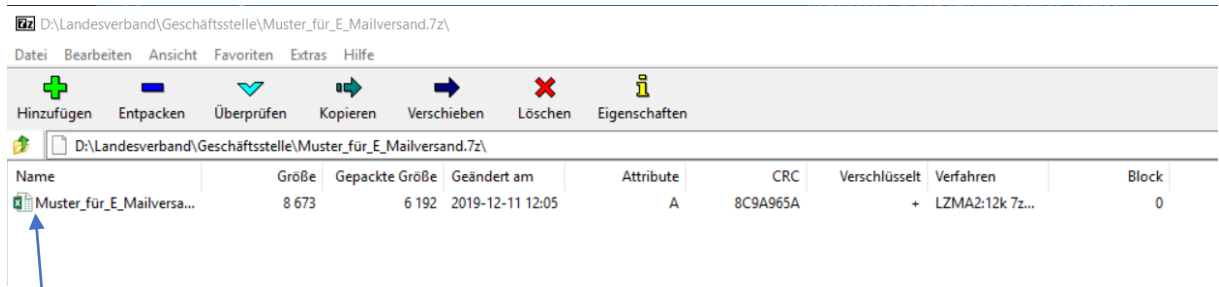 7z D:\Landesverband\Geschäftsstelle\Muster_für_E_Mailversand.7z\
Datei Bearbeiten Ansicht Favoriten Extras Hilfe
Hinzufügen Entpacken Überprüfen Kopieren Verschieben Löschen Eigenschaften
D:\Landesverband\Geschäftsstelle\Muster_für_E_Mailversand.7z\
Name Größe Gepackte Größe Geändert am Attribute CRC Verschlüsselt Verfahren Block
Muster_für_E_Mailversa... 8 673 6 192 2019-12-11 12:05 A 8C9A965A + LZMA2:12k 7z... 0